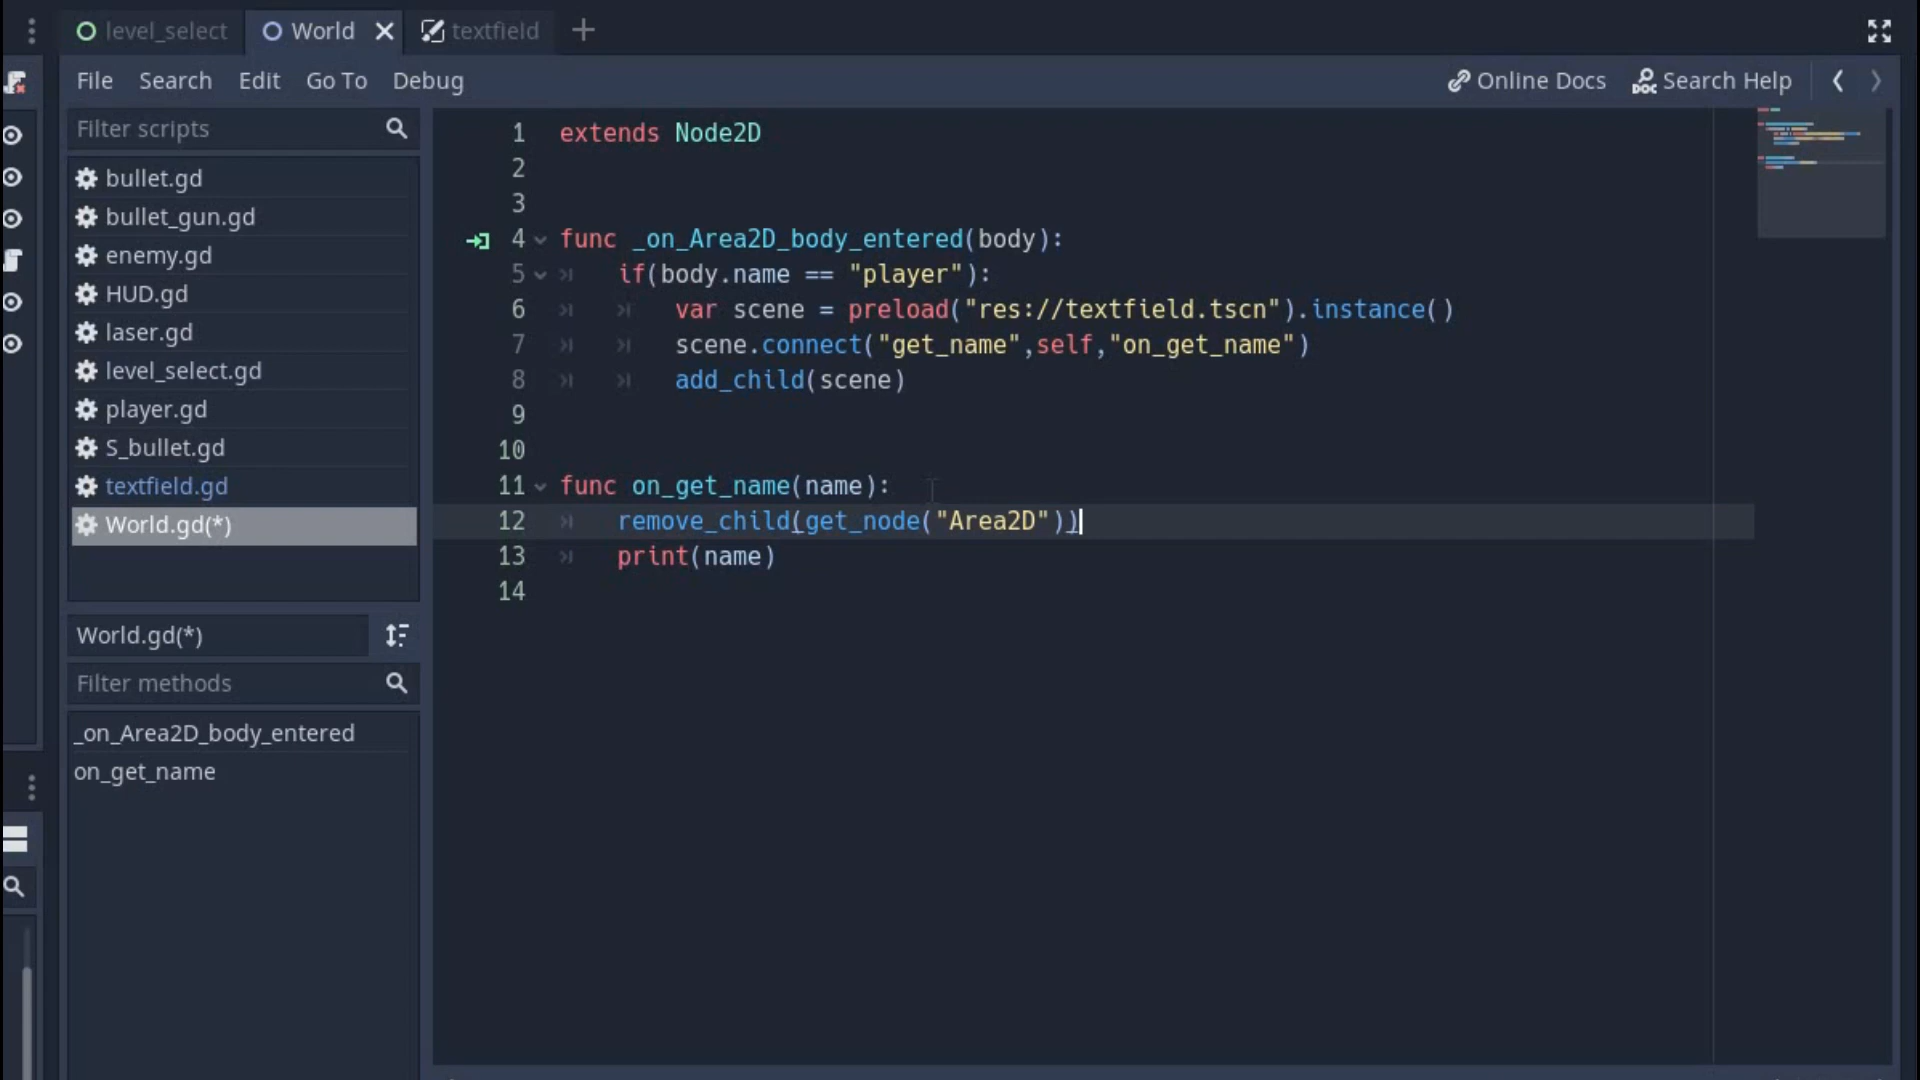 level_select World textfield
File Search Edit Go To Debug Online Docs Search Help
Filter scripts
bullet.gd
bullet_gun.gd
enemy.gd
HUD.gd
laser.gd
level_select.gd
player.gd
S_bullet.gd
textfield.gd
World.gd(*)
World.gd(*)
Filter methods
_on_Area2D_body_entered
on_get_name
1 extends Node2D
2
3
4 func _on_Area2D_body_entered(body):
5 if(body.name == "player"):
6 var scene = preload("res://textfield.tscn").instance()
7 scene.connect("get_name",self,"on_get_name")
8 add_child(scene)
9
10
11 func on_get_name(name):
12 remove_child(get_node("Area2D"))
13 print(name)
14